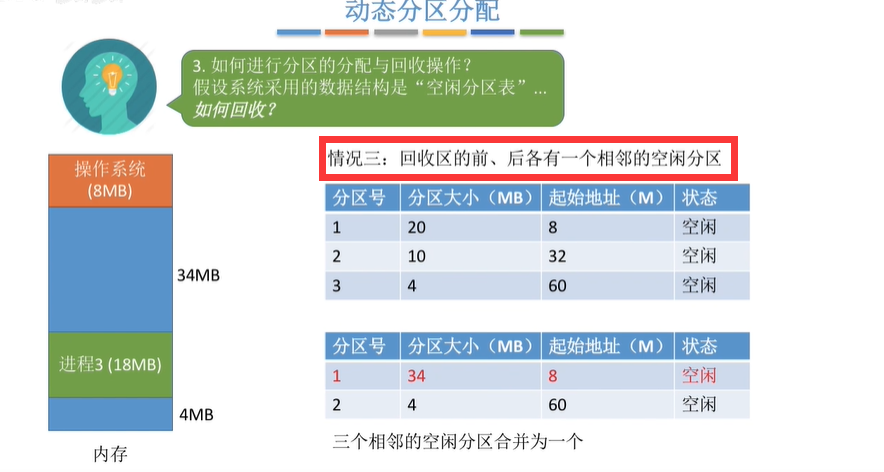 动态分区分配
3. 如何进行分区的分配与回收操作？
假设系统采用的数据结构是“空闲分区表”...
如何回收？
操作系统
(8MB)
34MB
进程3 (18MB)
4MB
内存
情况三：回收区的前、后各有一个相邻的空闲分区
分区号 分区大小（MB） 起始地址（M） 状态
1 20 8 空闲
2 10 32 空闲
3 4 60 空闲
分区号 分区大小（MB） 起始地址（M） 状态
1 34 8 空闲
2 4 60 空闲
三个相邻的空闲分区合并为一个